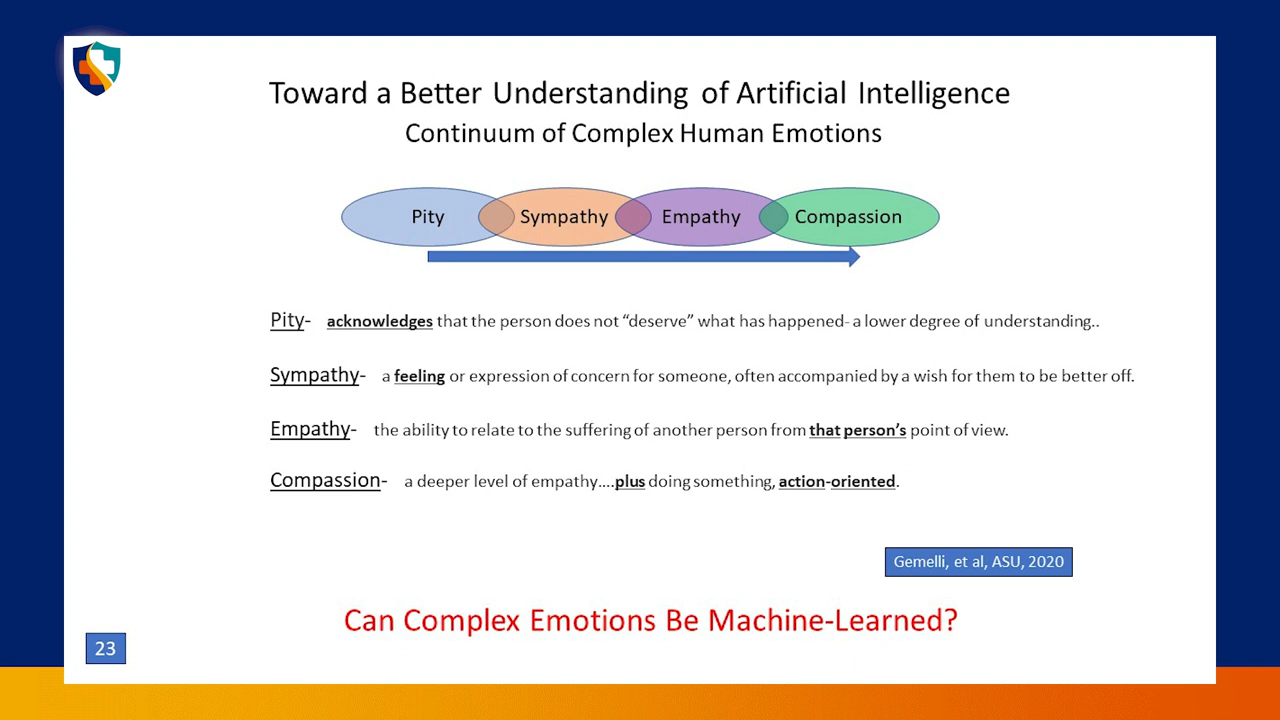 Toward a Better Understanding of Artificial Intelligence
Continuum of Complex Human Emotions
Pity Sympathy Empathy Compassion
Pity- acknowledges that the person does not “deserve” what has happened- a lower degree of understanding..
Sympathy- a feeling or expression of concern for someone, often accompanied by a wish for them to be better off.
Empathy- the ability to relate to the suffering of another person from that person’s point of view.
Compassion- a deeper level of empathy....plus doing something, action-oriented.
Gemelli, et al, ASU, 2020
Can Complex Emotions Be Machine-Learned?
23